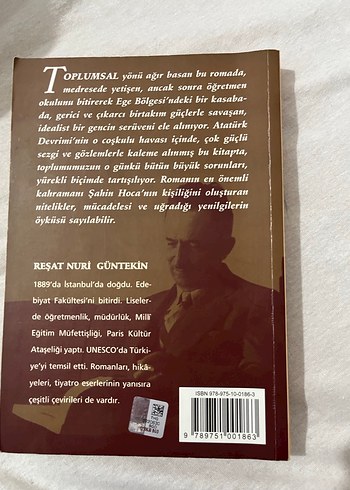 TOPLUMSAL yönü ağır basan bu romada,
medresede yetişen, ancak sonra öğretmen
okulunu bitirerek Ege Bölgesi'ndeki bir kasaba-
da, gerici ve çıkarcı birtakım güçlerle savaşan,
idealist bir gencin serüveni ele alınıyor. Atatürk
Devrimi'nin o coşkulu havası içinde, çok güçlü
sezgi ve gözlemlerle kaleme alınmış bu kitapta,
toplumumuzun o günkü bütün büyük sorunları,
yürekli biçimde tartışılıyor. Romanın en önemli
kahramanı Şahin Hoca'nın kişiliğini oluşturan
nitelikler, mücadelesi ve uğradığı yenilgilerin
öyküsü sayılabilir.
REŞAT NURİ GÜNTEKİN
1889'da İstanbul'da doğdu. Ede-
biyat Fakültesi'ni bitirdi. Liseler-
de öğretmenlik, müdürlük, Milli
Eğitim Müfettişliği, Paris Kültür
Ataşeliği yaptı. UNESCO'da Türki-
ye'yi temsil etti. Romanları, hikâ-
yeleri, tiyatro eserlerinin yanısıra
çeşitli çevirileri de vardır.
ISBN 978-975-10-0186-3
9 789751 001863